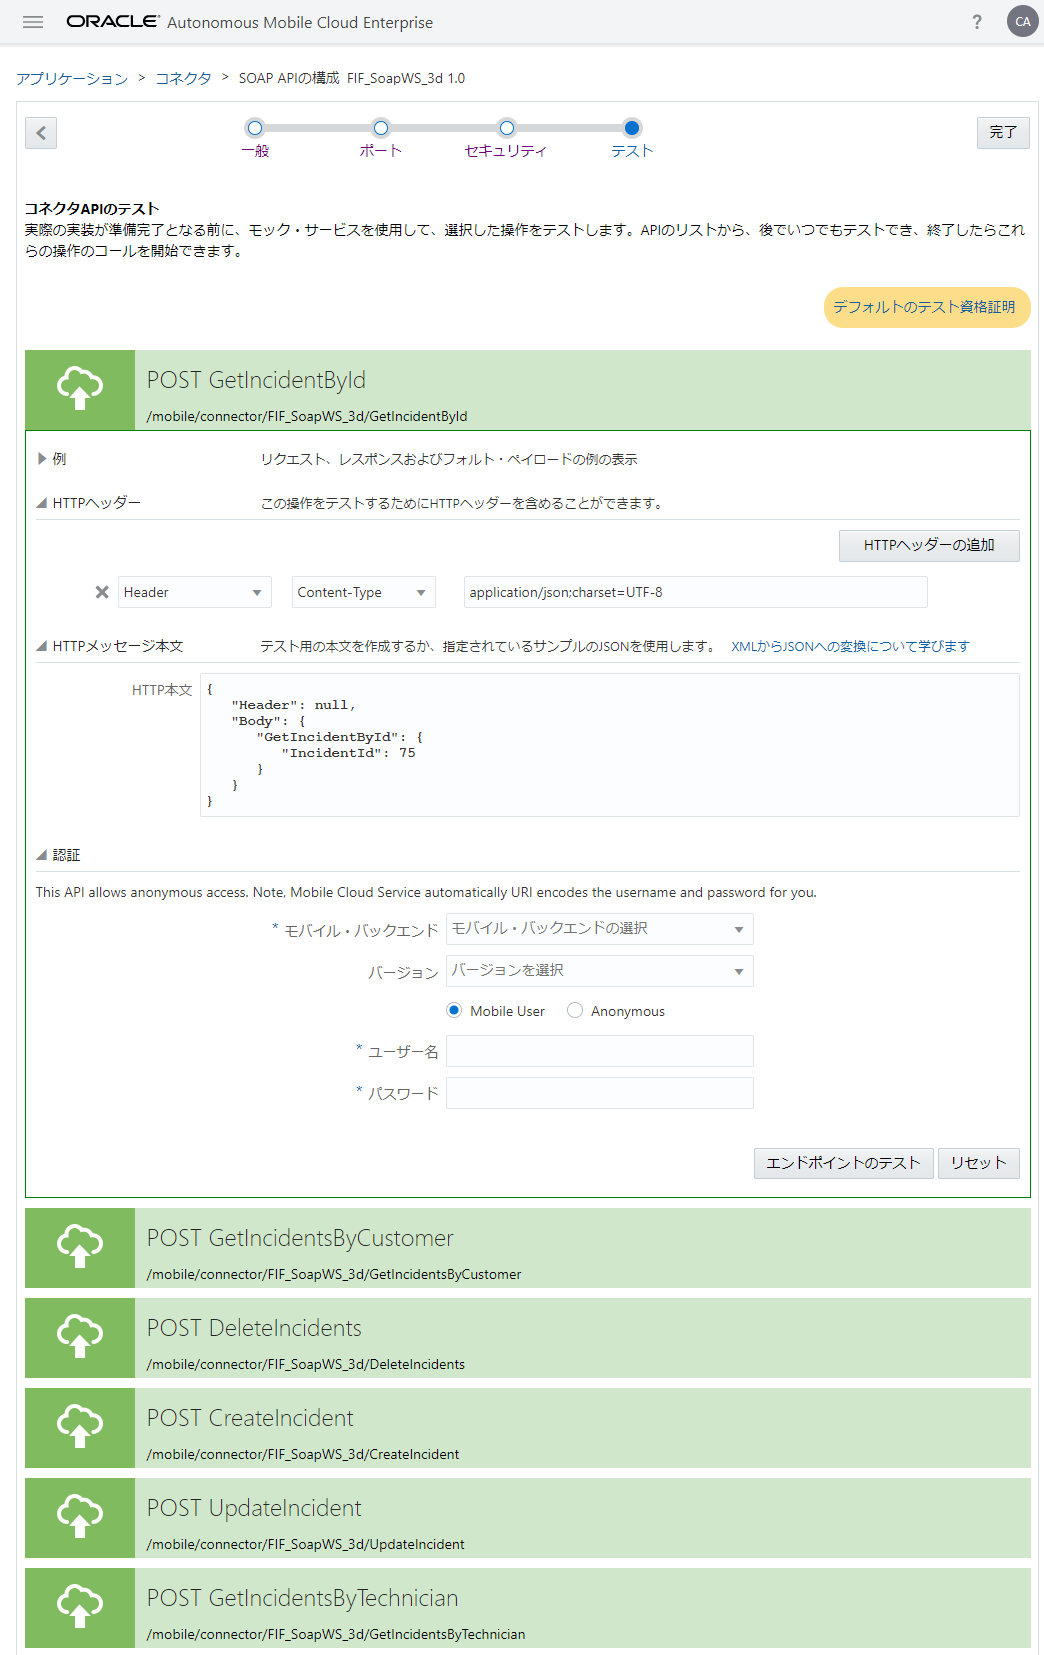 ORACLE Autonomous Mobile Cloud Enterprise ? CA
アプリケーション > コネクタ > SOAP APIの構成 FIF_SoapWS_3d 1.0
完了
一般 ポート セキュリティ テスト
コネクタAPIのテスト
実際の実装が準備完了となる前に、モック・サービスを使用して、選択した操作をテストします。APIのリストから、後でいつでもテストでき、終了したらこれ
らの操作のコールを開始できます。
デフォルトのテスト資格証明
POST GetIncidentById
/mobile/connector/FIF_SoapWS_3d/GetIncidentById
例 リクエスト、レスポンスおよびフォルト・ペイロードの例の表示
HTTPヘッダー この操作をテストするためにHTTPヘッダーを含めることができます。
HTTPヘッダーの追加
Header Content-Type application/json;charset=UTF-8
HTTPメッセージ本文 テスト用の本文を作成するか、指定されているサンプルのJSONを使用します。 XMLからJSONへの変換について学びます
HTTP本文 {
"Header": null,
"Body": {
"GetIncidentById": {
"IncidentId": 75
}
}
}
認証
This API allows anonymous access. Note, Mobile Cloud Service automatically URI encodes the username and password for you.
* モバイル・バックエンド モバイル・バックエンドの選択
バージョン バージョンを選択
Mobile User Anonymous
* ユーザー名
* パスワード
エンドポイントのテスト リセット
POST GetIncidentsByCustomer
/mobile/connector/FIF_SoapWS_3d/GetIncidentsByCustomer
POST DeleteIncidents
/mobile/connector/FIF_SoapWS_3d/DeleteIncidents
POST CreateIncident
/mobile/connector/FIF_SoapWS_3d/CreateIncident
POST UpdateIncident
/mobile/connector/FIF_SoapWS_3d/UpdateIncident
POST GetIncidentsByTechnician
/mobile/connector/FIF_SoapWS_3d/GetIncidentsByTechnician